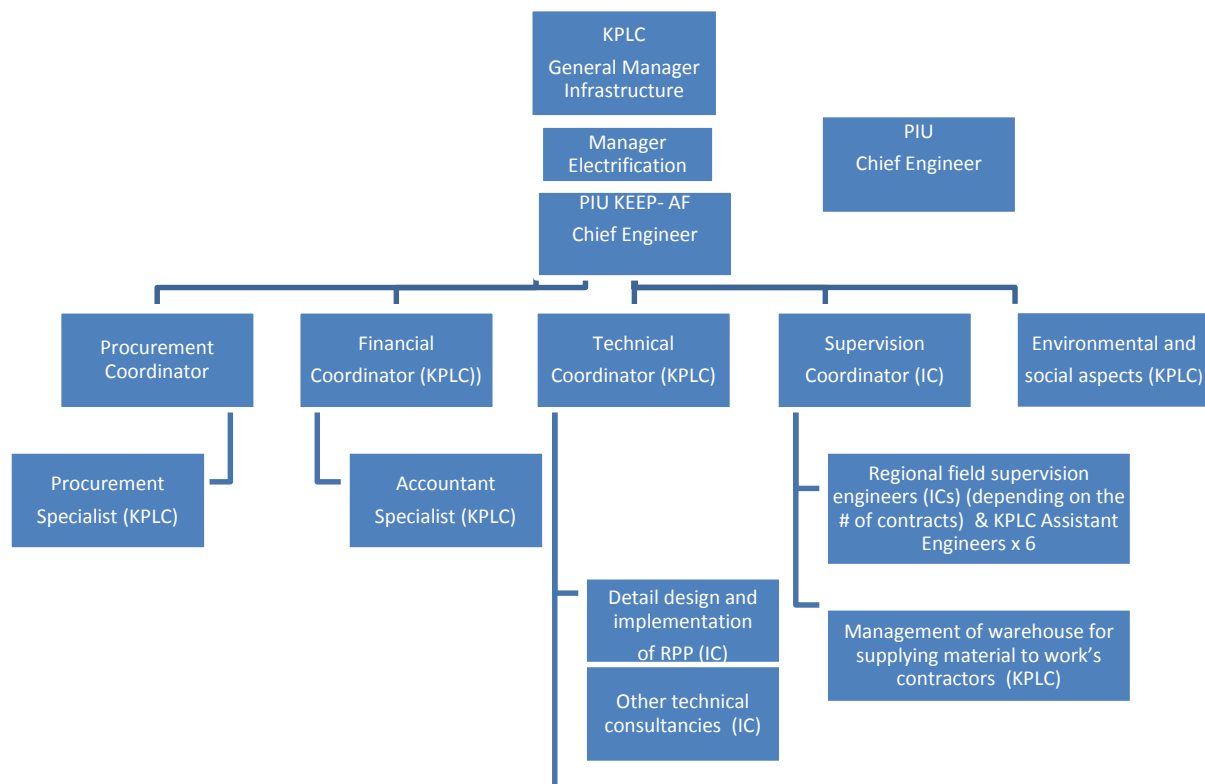 KPLC
General Manager
Infrastructure
Manager
Electrification
PIU
Chief Engineer
PIU KEEP- AF
Chief Engineer
Procurement
Coordinator
Financial
Coordinator (KPLC))
Technical
Coordinator (KPLC)
Supervision
Coordinator (IC)
Environmental and
social aspects (KPLC)
Procurement
Specialist (KPLC)
Accountant
Specialist (KPLC)
Regional field supervision
engineers (ICs) (depending on the
# of contracts) & KPLC Assistant
Engineers x 6
Detail design and
implementation
of RPP (IC)
Management of warehouse for
supplying material to work’s
contractors (KPLC)
Other technical
consultancies (IC)